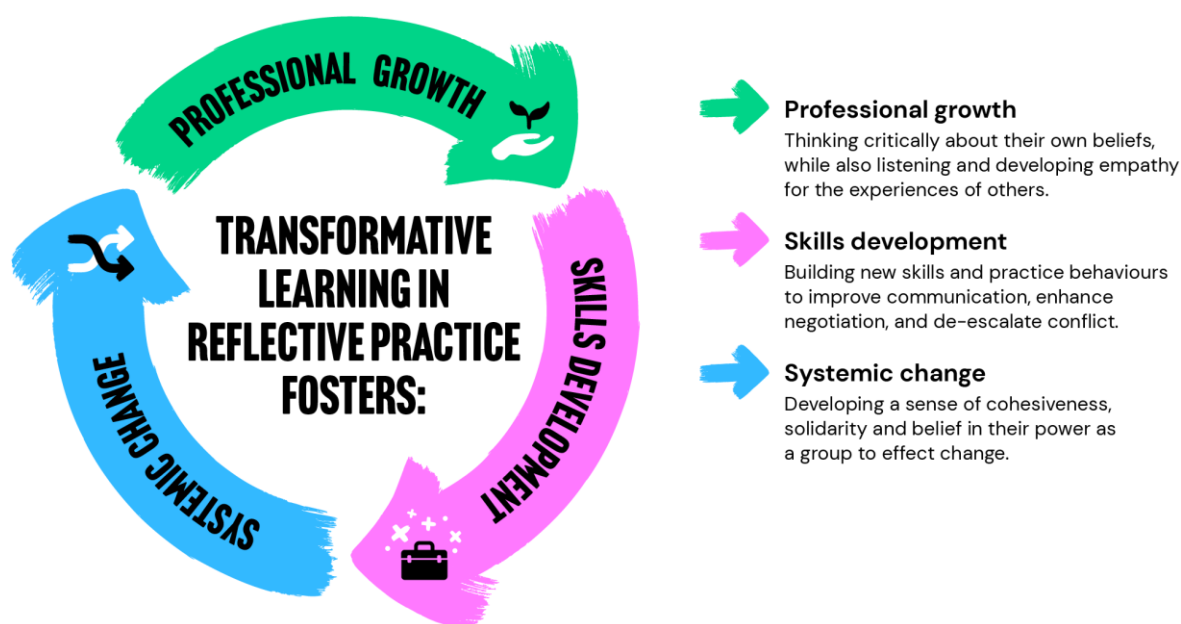 PROFESSIONAL GROWTH
SKILLS DEVELOPMENT
SYSTEMIC CHANGE
TRANSFORMATIVE
LEARNING IN
REFLECTIVE PRACTICE
FOSTERS:
Professional growth
Thinking critically about their own beliefs,
while also listening and developing empathy
for the experiences of others.
Skills development
Building new skills and practice behaviours
to improve communication, enhance
negotiation, and de-escalate conflict.
Systemic change
Developing a sense of cohesiveness,
solidarity and belief in their power as
a group to effect change.